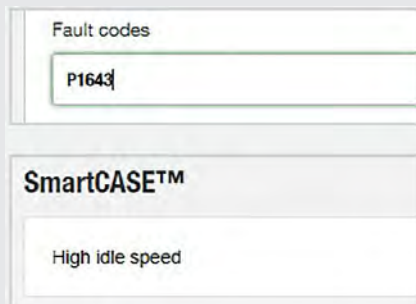 Fault codes
P1643
SmartCASE™
High idle speed